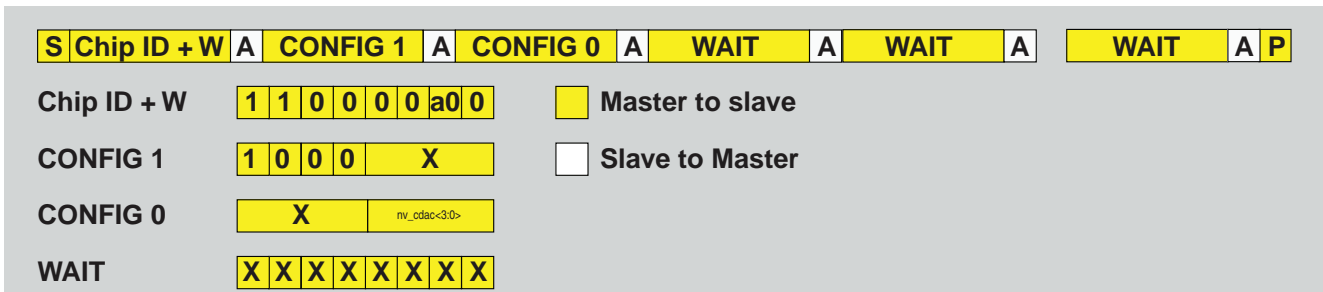 S Chip ID + W A CONFIG 1 A CONFIG 0 A WAIT A WAIT A WAIT A P
Chip ID + W 1 1 0 0 0 0 a0 0 Master to slave
CONFIG 1 1 0 0 0 X Slave to Master
CONFIG 0 X nv_cdac<3:0>
WAIT X X X X X X X X